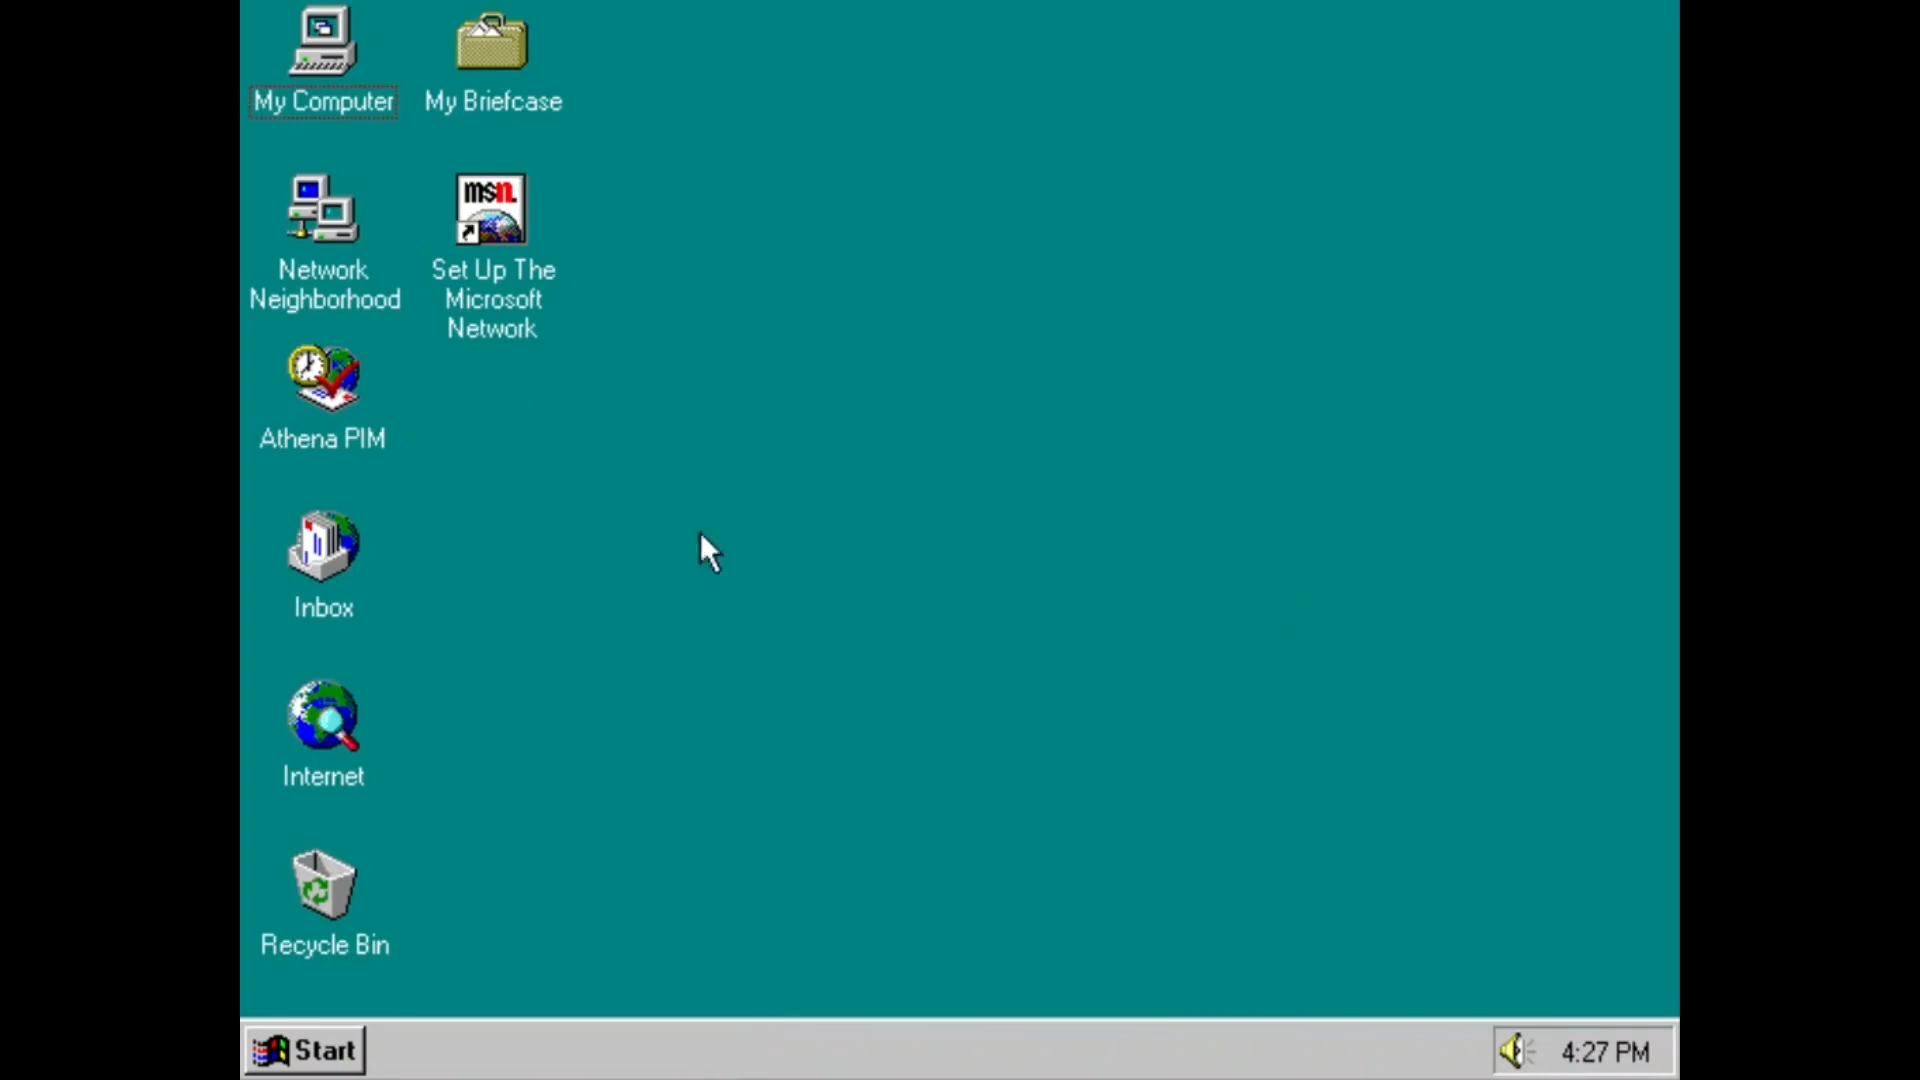 My Computer
My Briefcase
msn.
Network
Neighborhood
Set Up The
Microsoft
Network
Athena PIM
Inbox
Internet
Recycle Bin
Start
4:27 PM